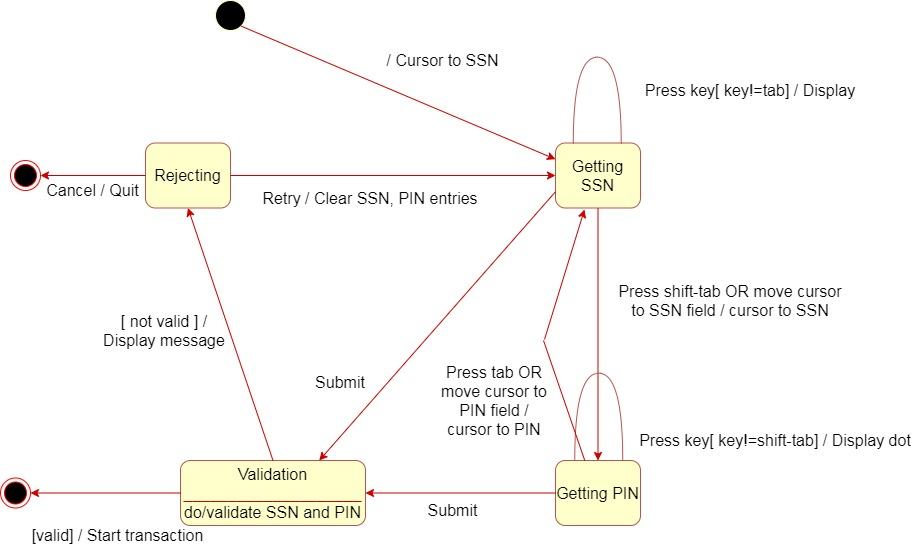 / Cursor to SSN
Press key[ key!=tab] / Display
Getting
SSN
Rejecting
Cancel / Quit
Retry / Clear SSN, PIN entries
Press shift-tab OR move cursor
to SSN field / cursor to SSN
[ not valid ] /
Display message
Submit
Press tab OR
move cursor to
PIN field /
cursor to PIN
Press key[ key!=shift-tab] / Display dot
Validation
do/validate SSN and PIN
Getting PIN
Submit
[valid] / Start transaction